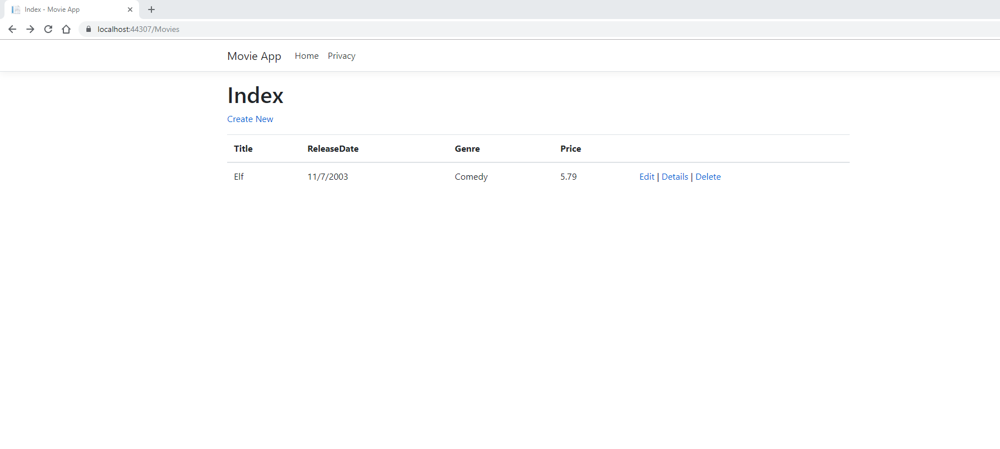 Index - Movie App
localhost:44307/Movies
Movie App Home Privacy
Index
Create New
Title ReleaseDate Genre Price
Elf 11/7/2003 Comedy 5.79 Edit | Details | Delete